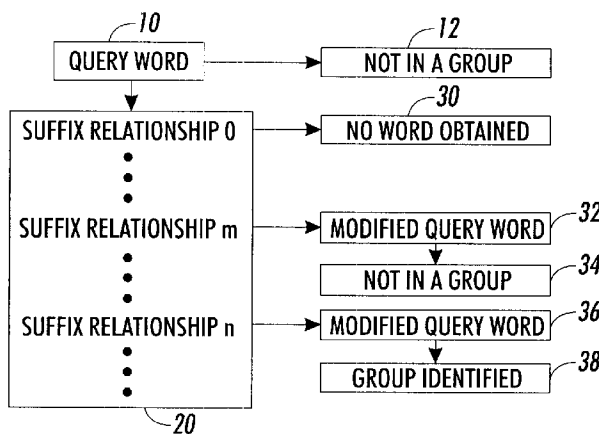 10
QUERY WORD
12
NOT IN A GROUP
SUFFIX RELATIONSHIP 0
30
NO WORD OBTAINED
SUFFIX RELATIONSHIP m
MODIFIED QUERY WORD
32
NOT IN A GROUP
34
SUFFIX RELATIONSHIP n
MODIFIED QUERY WORD
36
GROUP IDENTIFIED
38
20